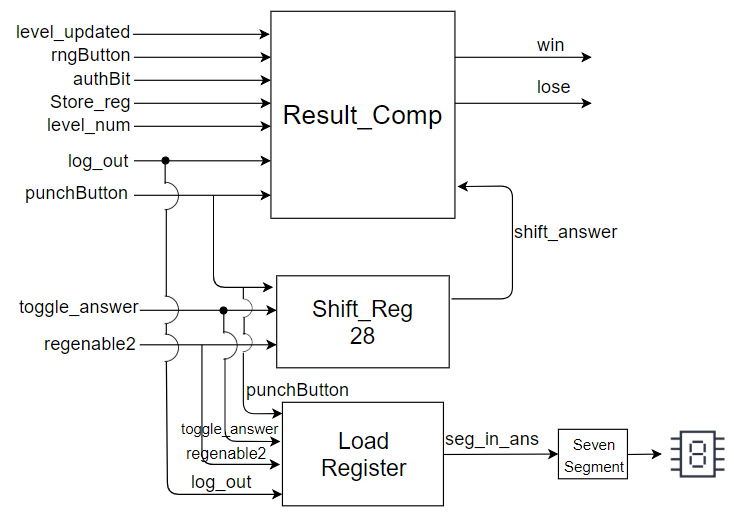 level_updated
rngButton
authBit
Store_reg
level_num
log_out
punchButton
Result_Comp
win
lose
shift_answer
toggle_answer
regenable2
Shift_Reg
28
punchButton
toggle_answer
regenable2
log_out
Load
Register
seg_in_ans
Seven
Segment
8